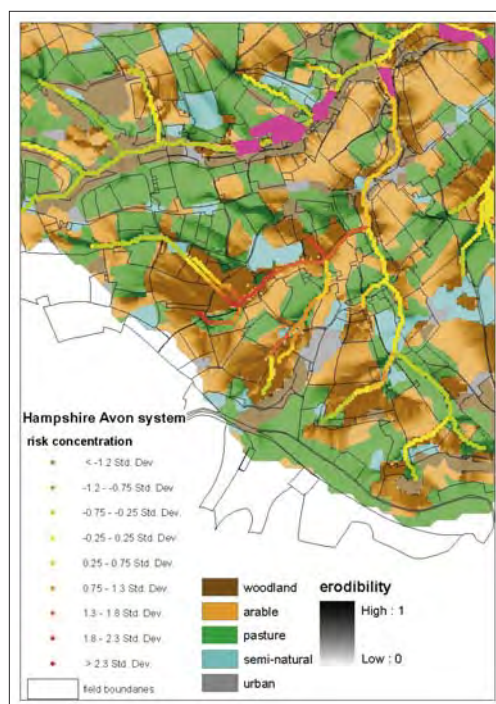 Hampshire Avon system
risk concentration
< -1.2 Std. Dev.
-1.2 - -0.75 Std. Dev.
-0.75 - -0.25 Std. Dev.
-0.25 - 0.25 Std. Dev.
0.25 - 0.75 Std. Dev.
0.75 - 1.3 Std. Dev.
1.3 - 1.8 Std. Dev.
1.8 - 2.3 Std. Dev.
> 2.3 Std. Dev.
field boundaries
woodland
arable
pasture
semi-natural
urban
erodibility
High : 1
Low : 0